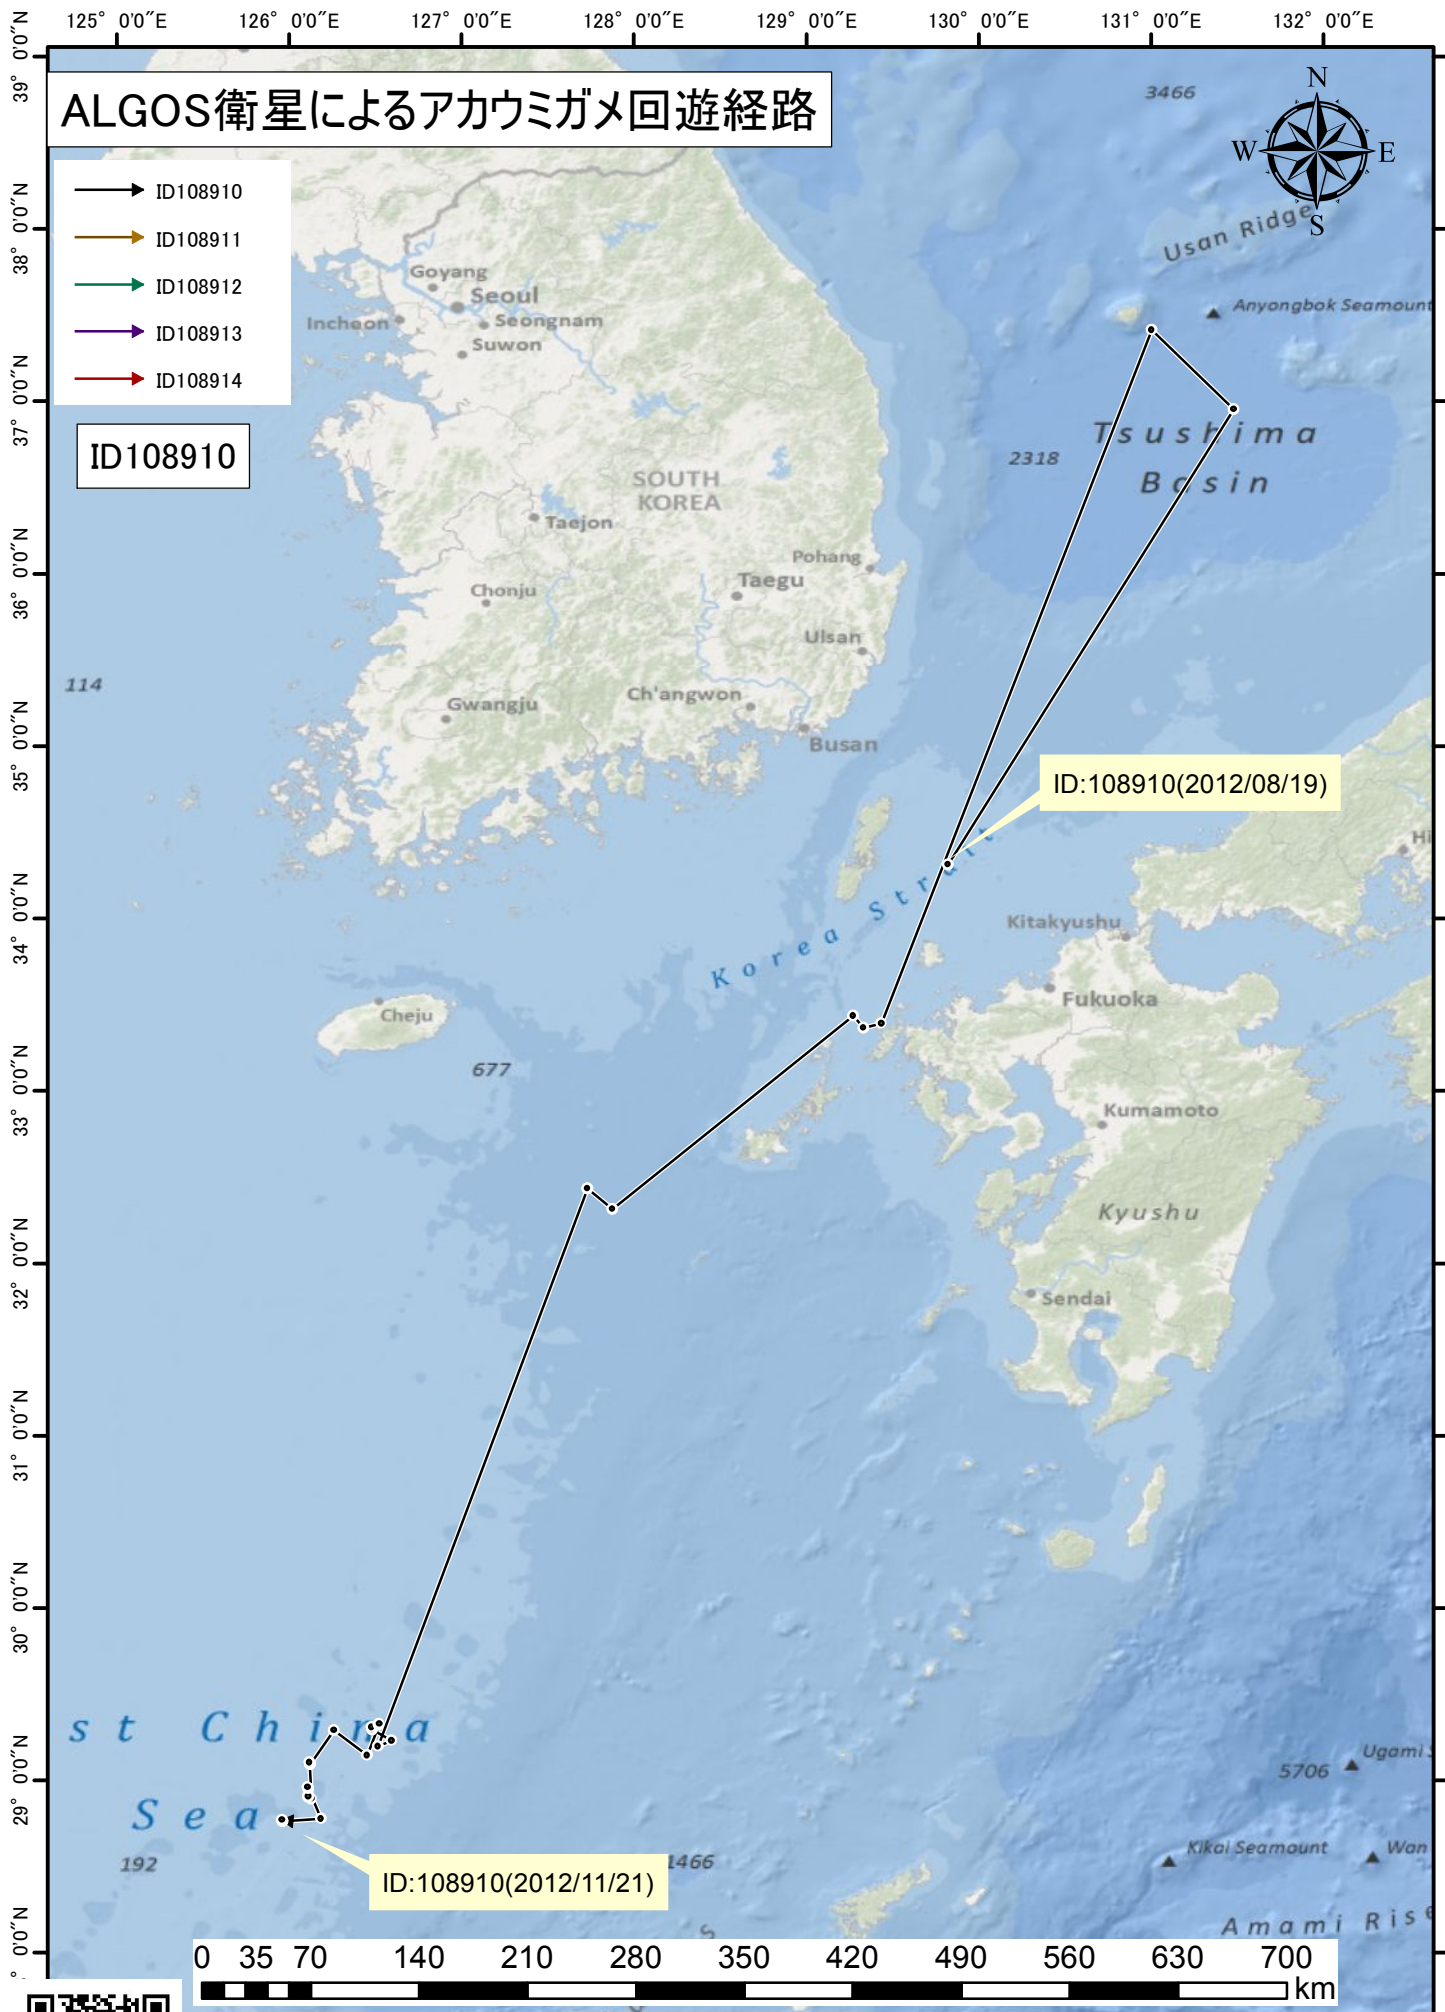 125° 0'0"E 126° 0'0"E 127° 0'0"E 128° 0'0"E 129° 0'0"E 130° 0'0"E 131° 0'0"E 132° 0'0"E
39° 0'0"N
38° 0'0"N
37° 0'0"N
36° 0'0"N
35° 0'0"N
34° 0'0"N
33° 0'0"N
32° 0'0"N
31° 0'0"N
30° 0'0"N
29° 0'0"N
0'0"N
ALGOS衛星によるアカウミガメ回遊経路
ID108910
ID108911
ID108912
ID108913
ID108914
ID108910
N
W E
S
3466
Usan Ridge
Anyongbok Seamount
Goyang
Seoul
Incheon
Seongnam
Suwon
Tsushima
Basin
2318
SOUTH
KOREA
Taejon
Pohang
Taegu
Chonju
Ulsan
114
Ch'angwon
Gwangju
Busan
ID:108910(2012/08/19)
Hi
Korea Strait
Kitakyushu
Fukuoka
Cheju
677
Kumamoto
Kyushu
Sendai
st China
Sea
192
Ugami S
5706
Kikai Seamount
Wan
1466
ID:108910(2012/11/21)
Amami Rise
S
0 35 70 140 210 280 350 420 490 560 630 700
km